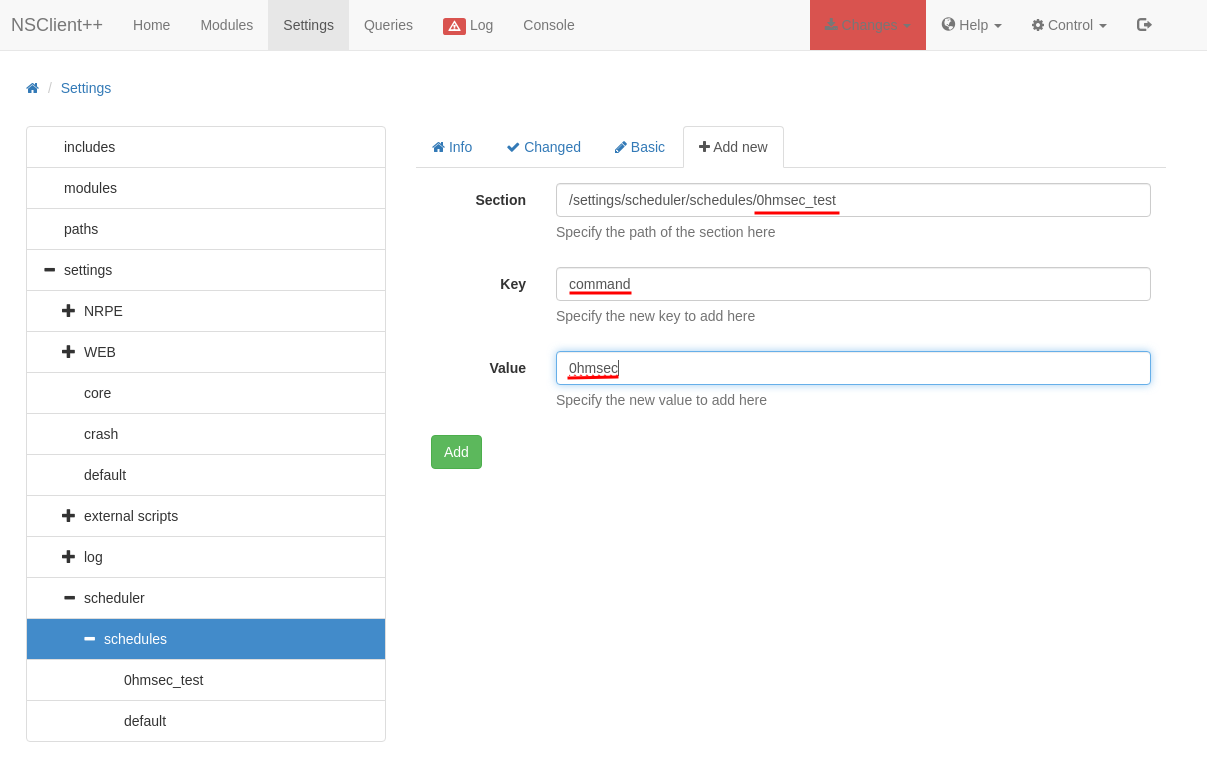 NSClient++ Home Modules Settings Queries Log Console Changes Help Control
/ Settings
includes
modules
paths
settings
NRPE
WEB
core
crash
default
external scripts
log
scheduler
schedules
0hmsec_test
default
Info Changed Basic Add new
Section /settings/scheduler/schedules/0hmsec_test
Specify the path of the section here
Key command
Specify the new key to add here
Value 0hmsec
Specify the new value to add here
Add